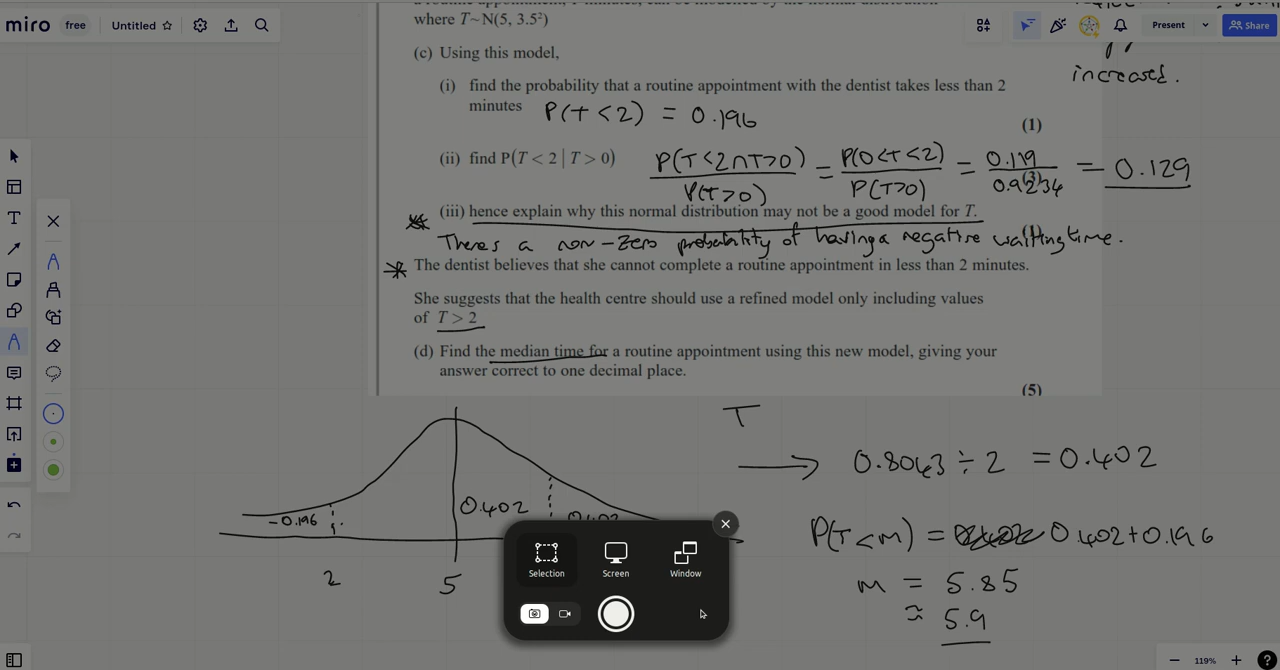 miro free Untitled
Present
Share
where T~N(5, 3.5²)
(c) Using this model,
increased.
(i) find the probability that a routine appointment with the dentist takes less than 2
minutes P(T<2) = 0.196
(1)
(ii) find P(T < 2 | T > 0) P(T<2∩T>0)/P(T>0) = P(0<T<2)/P(T>0) = 0.119/0.9234 = 0.129
(3)
(iii) hence explain why this normal distribution may not be a good model for T.
(1)
There's a non-zero probability of having a negative waiting time.
The dentist believes that she cannot complete a routine appointment in less than 2 minutes.
She suggests that the health centre should use a refined model only including values
of T > 2
(d) Find the median time for a routine appointment using this new model, giving your
answer correct to one decimal place.
(5)
T
0.8043 ÷ 2 = 0.402
0.402
-0.196
P(T<m) = 0.402+0.196
2
5
m = 5.85
≈ 5.9
Selection Screen Window
119%